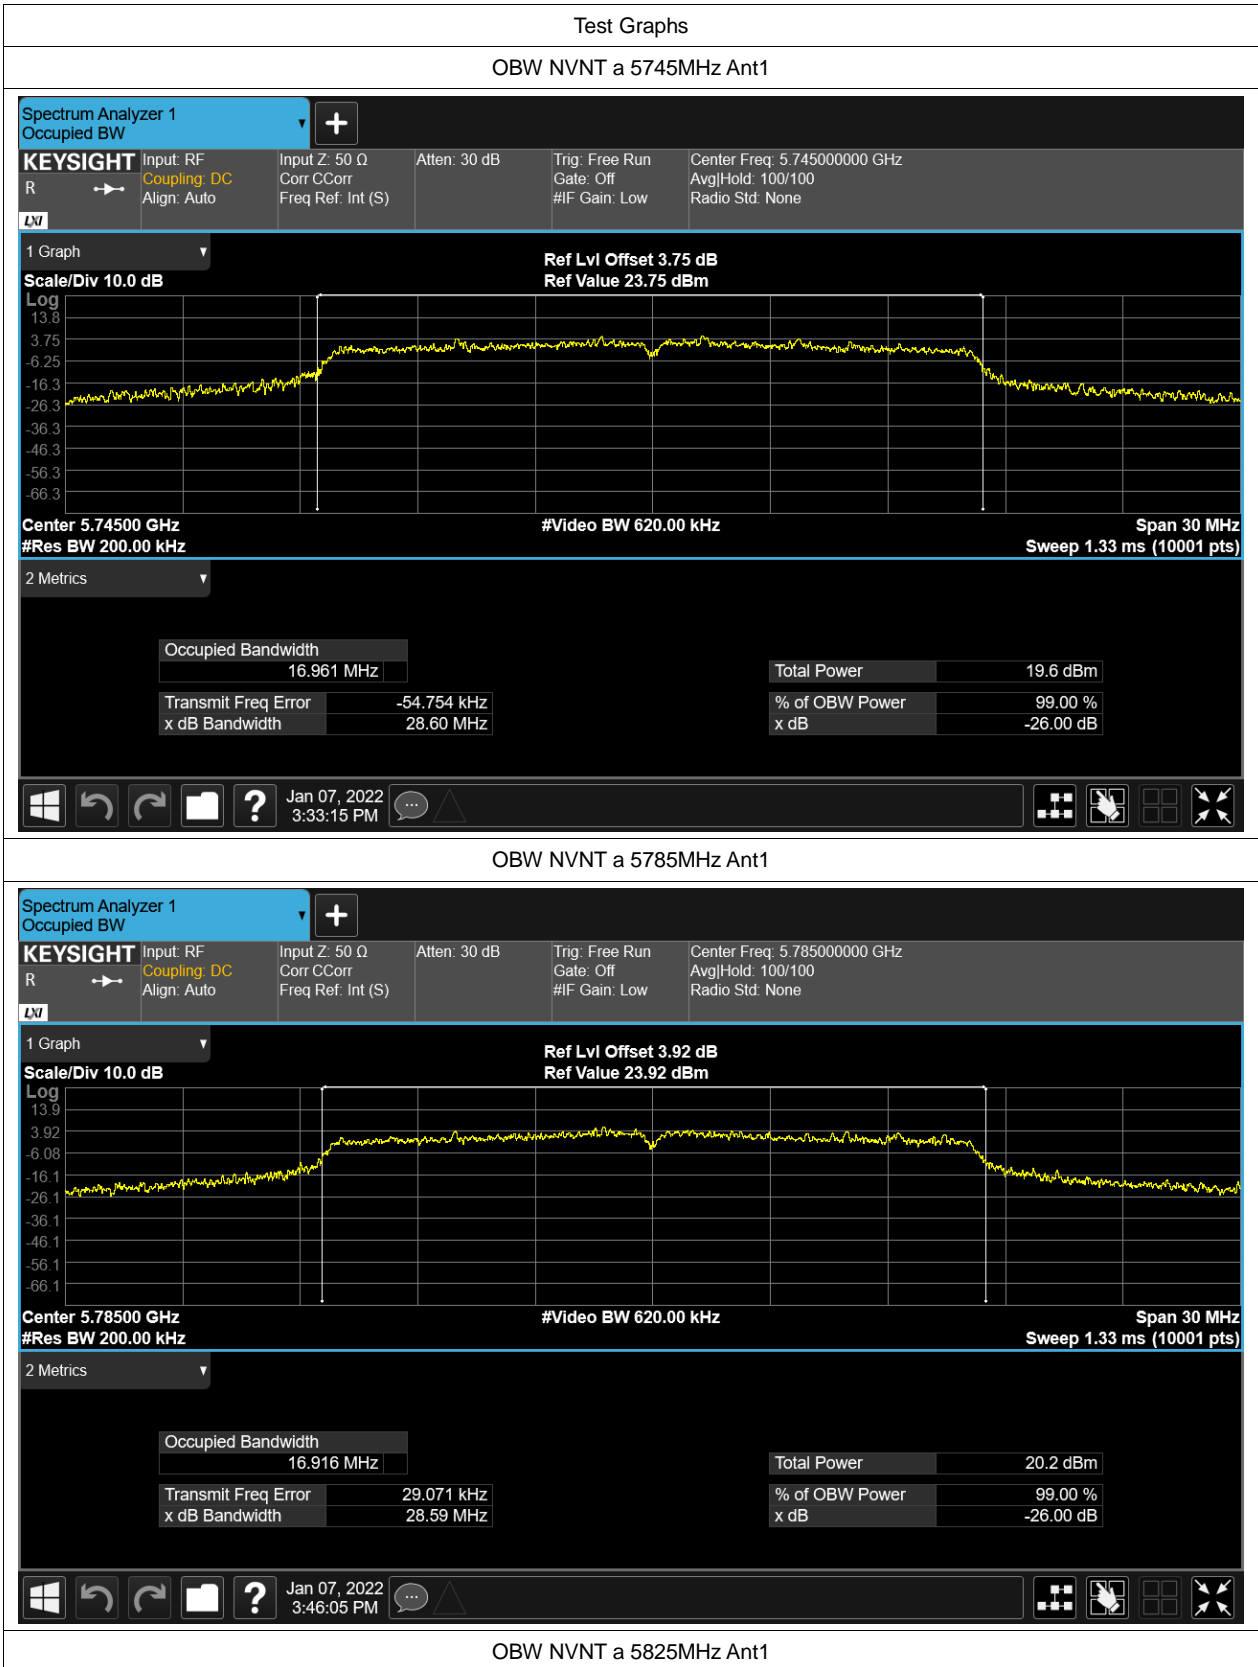 Test Graphs
OBW NVNT a 5745MHz Ant1
Spectrum Analyzer 1
Occupied BW
KEYSIGHT Input: RF Input Z: 50 Ω Atten: 30 dB Trig: Free Run Center Freq: 5.745000000 GHz
R Coupling: DC Corr CCorr Gate: Off Avg|Hold: 100/100
Align: Auto Freq Ref: Int (S) #IF Gain: Low Radio Std: None
LXI
1 Graph
Ref Lvl Offset 3.75 dB
Scale/Div 10.0 dB Ref Value 23.75 dBm
Log
13.8
3.75
-6.25
-16.3
-26.3
-36.3
-46.3
-56.3
-66.3
Center 5.74500 GHz #Video BW 620.00 kHz Span 30 MHz
#Res BW 200.00 kHz Sweep 1.33 ms (10001 pts)
2 Metrics
Occupied Bandwidth
16.961 MHz Total Power 19.6 dBm
Transmit Freq Error -54.754 kHz % of OBW Power 99.00 %
x dB Bandwidth 28.60 MHz x dB -26.00 dB
Jan 07, 2022
3:33:15 PM
OBW NVNT a 5785MHz Ant1
Spectrum Analyzer 1
Occupied BW
KEYSIGHT Input: RF Input Z: 50 Ω Atten: 30 dB Trig: Free Run Center Freq: 5.785000000 GHz
R Coupling: DC Corr CCorr Gate: Off Avg|Hold: 100/100
Align: Auto Freq Ref: Int (S) #IF Gain: Low Radio Std: None
LXI
1 Graph
Ref Lvl Offset 3.92 dB
Scale/Div 10.0 dB Ref Value 23.92 dBm
Log
13.9
3.92
-6.08
-16.1
-26.1
-36.1
-46.1
-56.1
-66.1
Center 5.78500 GHz #Video BW 620.00 kHz Span 30 MHz
#Res BW 200.00 kHz Sweep 1.33 ms (10001 pts)
2 Metrics
Occupied Bandwidth
16.916 MHz Total Power 20.2 dBm
Transmit Freq Error 29.071 kHz % of OBW Power 99.00 %
x dB Bandwidth 28.59 MHz x dB -26.00 dB
Jan 07, 2022
3:46:05 PM
OBW NVNT a 5825MHz Ant1